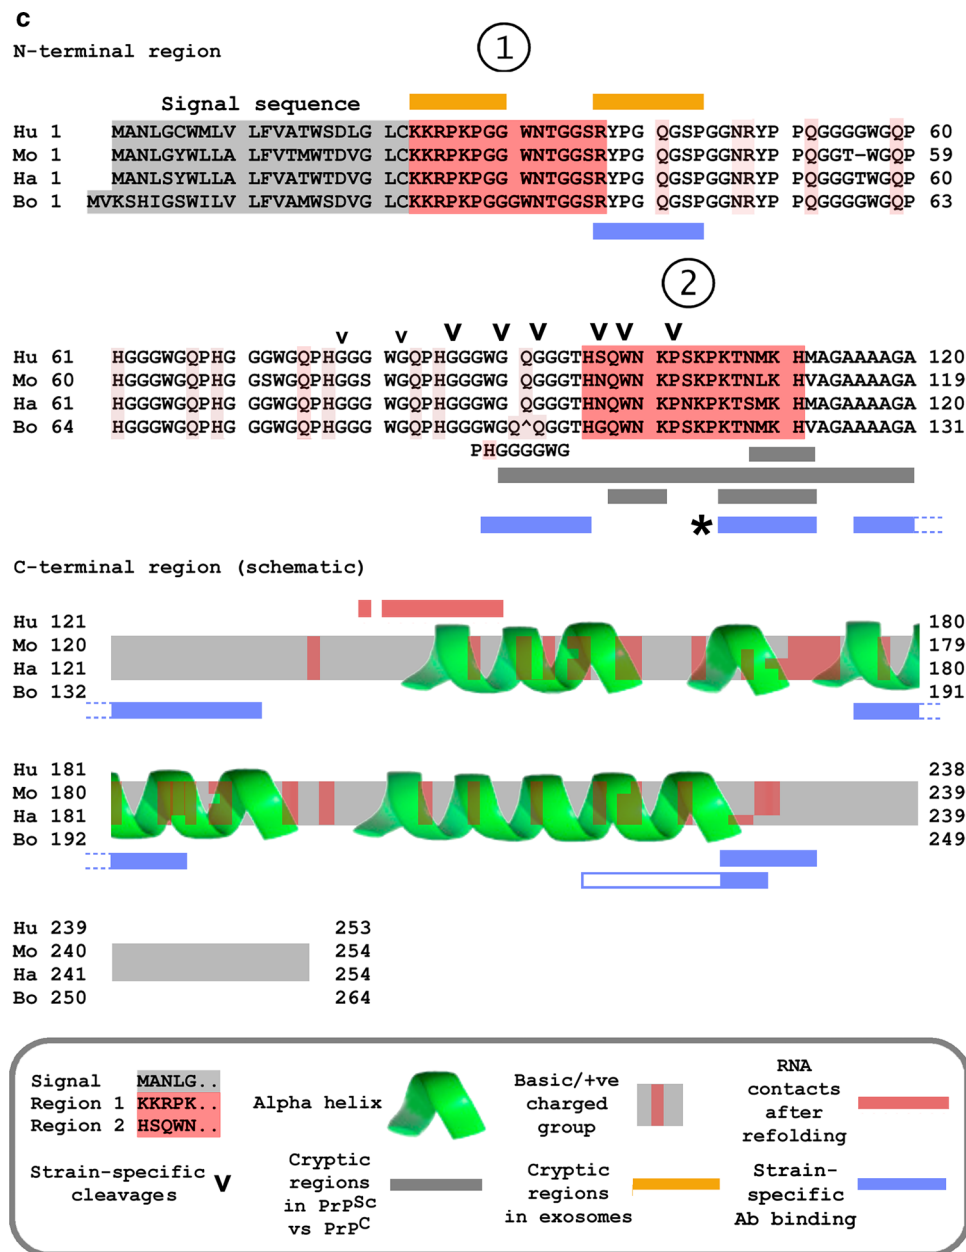 c
N-terminal region
1
Signal sequence
Hu 1 MANLGCWMLV LFVATWSDLG LCKKRPKPGG WNTGGSRYPG QGSPGGNRYP PQGGGGWGQP 60
Mo 1 MANLGYWLLA LFVTMWTDVG LCKKRPKPGG WNTGGSRYPG QGSPGGNRYP PQGGT-WGQP 59
Ha 1 MANLSYWLLA LFVAMWTDVG LCKKRPKPGG WNTGGSRYPG QGSPGGNRYP PQGGGTWGQP 60
Bo 1 MVKSHIGSWILV LFVAMWSDVG LCKKRPKPGGGWNTGGSRYPG QGSPGGNRYP PQGGGGWGQP 63
2
v v v v v v v v
Hu 61 HGGGWGQPHG GGWGQPHGGG WGQPHGGGWG QGGGTHSQWN KPSKPKTNMK HMAGAAAAGA 120
Mo 60 HGGGWGQPHG GSWGQPHGGS WGQPHGGGWG QGGGTHNQWN KPSKPKTNLK HVAGAAAAGA 119
Ha 61 HGGGWGQPHG GGWGQPHGGG WGQPHGGGWG QGGGTHNQWN KPNKPKTSMK HMAGAAAAGA 120
Bo 64 HGGGWGQPHG GGWGQPHGGG WGQPHGGGWGQ^QGGTHGQWN KPSKPKTNMK HVAGAAAAGA 131
PHGGGGWG
*
C-terminal region (schematic)
Hu 121 180
Mo 120 179
Ha 121 180
Bo 132 191
Hu 181 238
Mo 180 239
Ha 181 239
Bo 192 249
Hu 239 253
Mo 240 254
Ha 241 254
Bo 250 264
Signal MANLG..
Region 1 KKRPK..
Region 2 HSQWN..
Alpha helix
Basic/+ve
charged
group
RNA
contacts
after
refolding
Strain-specific
cleavages v
Cryptic
regions
in PrPSc
vs PrPC
Cryptic
regions
in exosomes
Strain-
specific
Ab binding